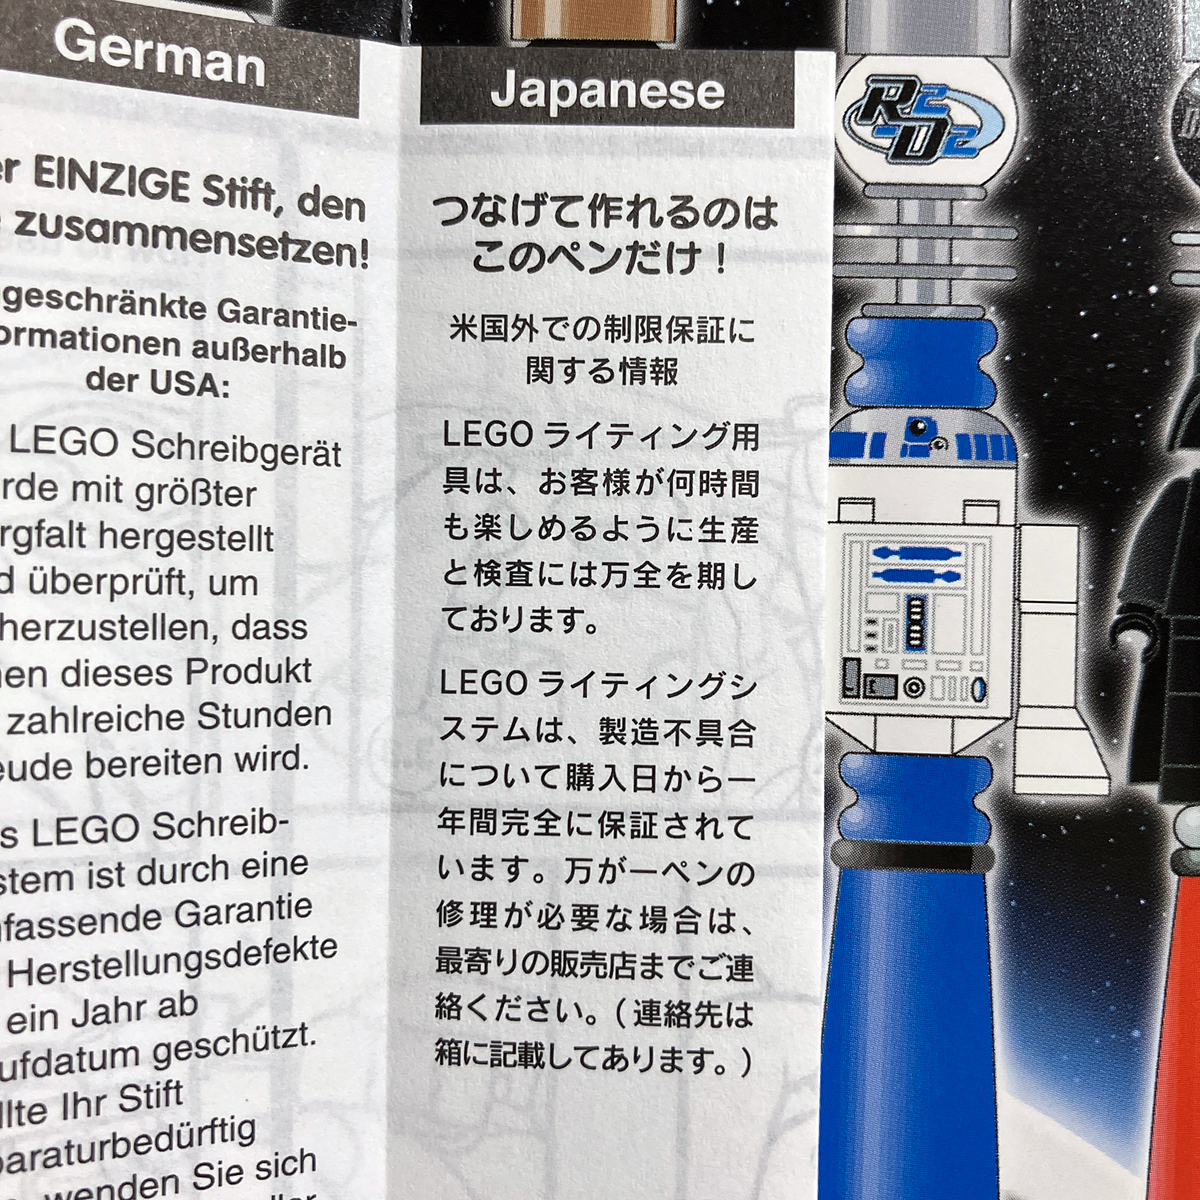 German
EINZIGE Stift, den
zusammensetzen!
geschränkte Garantie-
ormationen außerhalb
der USA:
LEGO Schreibgerät
rde mit größter
rgfalt hergestellt
d überprüft, um
herzustellen, dass
en dieses Produkt
zahlreiche Stunden
eude bereiten wird.
s LEGO Schreib-
stem ist durch eine
fassende Garantie
Herstellungsdefekte
ein Jahr ab
ufdatum geschützt.
llte Ihr Stift
paraturbedürftig
wenden Sie sich
Japanese
つなげて作れるのは
このペンだけ！
米国外での制限保証に
関する情報
LEGO ライティング用
具は、お客様が何時間
も楽しめるように生産
と検査には万全を期し
ております。
LEGO ライティングシ
ステムは、製造不具合
について購入日から一
年間完全に保証されて
います。万が一ペンの
修理が必要な場合は、
最寄りの販売店までご連
絡ください。（連絡先は
箱に記載してあります。）
R2
-D2